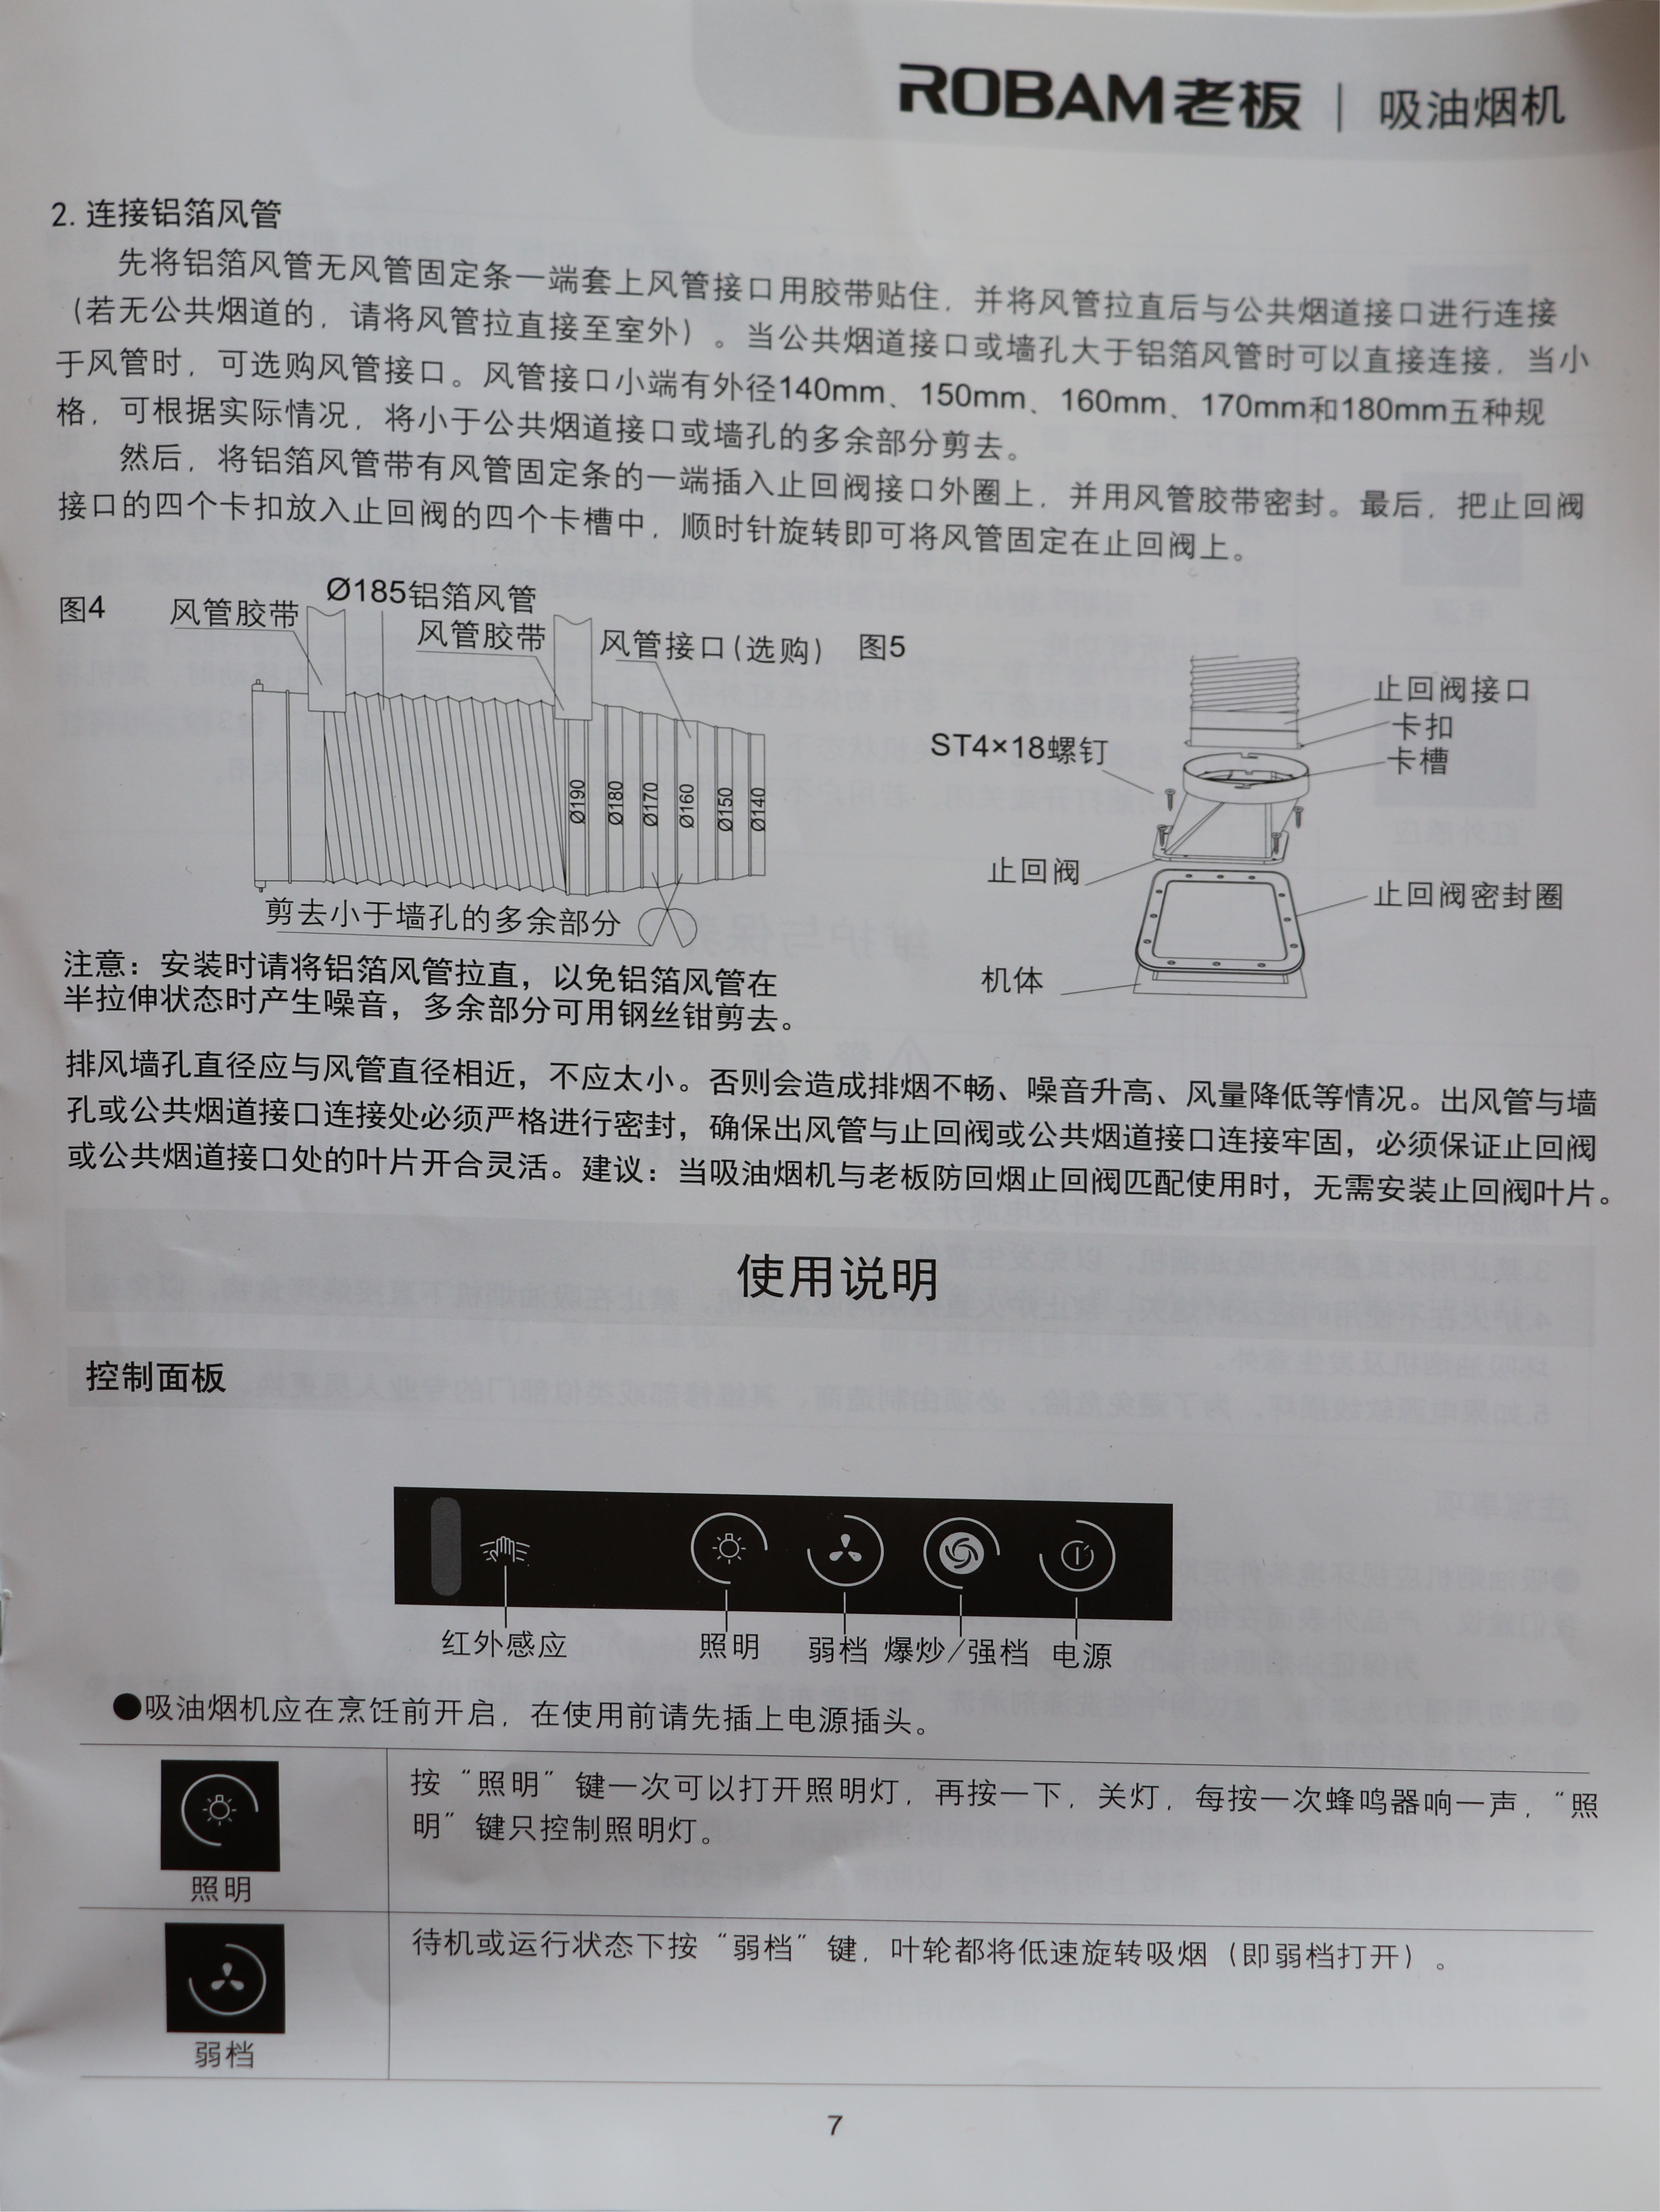 ROBAM老板 | 吸油烟机
2. 连接铝箔风管
先将铝箔风管无风管固定条一端套上风管接口用胶带贴住，并将风管拉直后与公共烟道接口进行连接
（若无公共烟道的，请将风管拉直接至室外）。当公共烟道接口或墙孔大于铝箔风管时可以直接连接，当小
于风管时，可选购风管接口。风管接口小端有外径140mm、150mm、160mm、170mm和180mm五种规
格，可根据实际情况，将小于公共烟道接口或墙孔的多余部分剪去。
然后，将铝箔风管带有风管固定条的一端插入止回阀接口外圈上，并用风管胶带密封。最后，把止回阀
接口的四个卡扣放入止回阀的四个卡槽中，顺时针旋转即可将风管固定在止回阀上。
图4
风管胶带
Ø185铝箔风管
风管胶带
风管接口(选购)
Ø190
Ø180
Ø170
Ø160
Ø150
Ø140
剪去小于墙孔的多余部分
图5
止回阀接口
卡扣
卡槽
ST4×18螺钉
止回阀
止回阀密封圈
机体
注意：安装时请将铝箔风管拉直，以免铝箔风管在
半拉伸状态时产生噪音，多余部分可用钢丝钳剪去。
排风墙孔直径应与风管直径相近，不应太小。否则会造成排烟不畅、噪音升高、风量降低等情况。出风管与墙
孔或公共烟道接口连接处必须严格进行密封，确保出风管与止回阀或公共烟道接口连接牢固，必须保证止回阀
或公共烟道接口处的叶片开合灵活。建议：当吸油烟机与老板防回烟止回阀匹配使用时，无需安装止回阀叶片。
使用说明
控制面板
红外感应 照明 弱档 爆炒/强档 电源
●吸油烟机应在烹饪前开启，在使用前请先插上电源插头。
按“照明”键一次可以打开照明灯，再按一下，关灯，每按一次蜂鸣器响一声，“照
明”键只控制照明灯。
照明
待机或运行状态下按“弱档”键，叶轮都将低速旋转吸烟（即弱档打开）。
弱档
7